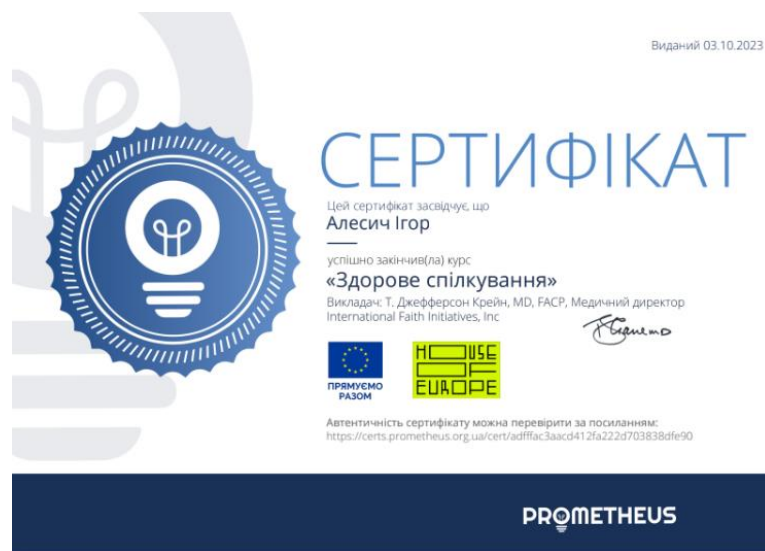 Виданий 03.10.2023
СЕРТИФІКАТ
Цей сертифікат засвідчує, що
Алесич Ігор
успішно закінчив(ла) курс
«Здорове спілкування»
Викладач: Т. Джефферсон Крейн, MD, FACP, Медичний директор
International Faith Initiatives, Inc
ПРЯМУЄМО
РАЗОМ
HOUSE
OF
EUROPE
Автентичність сертифікату можна перевірити за посиланням:
https://certs.prometheus.org.ua/cert/adfffac3aacd412fa222d703838dfe90
PROMETHEUS